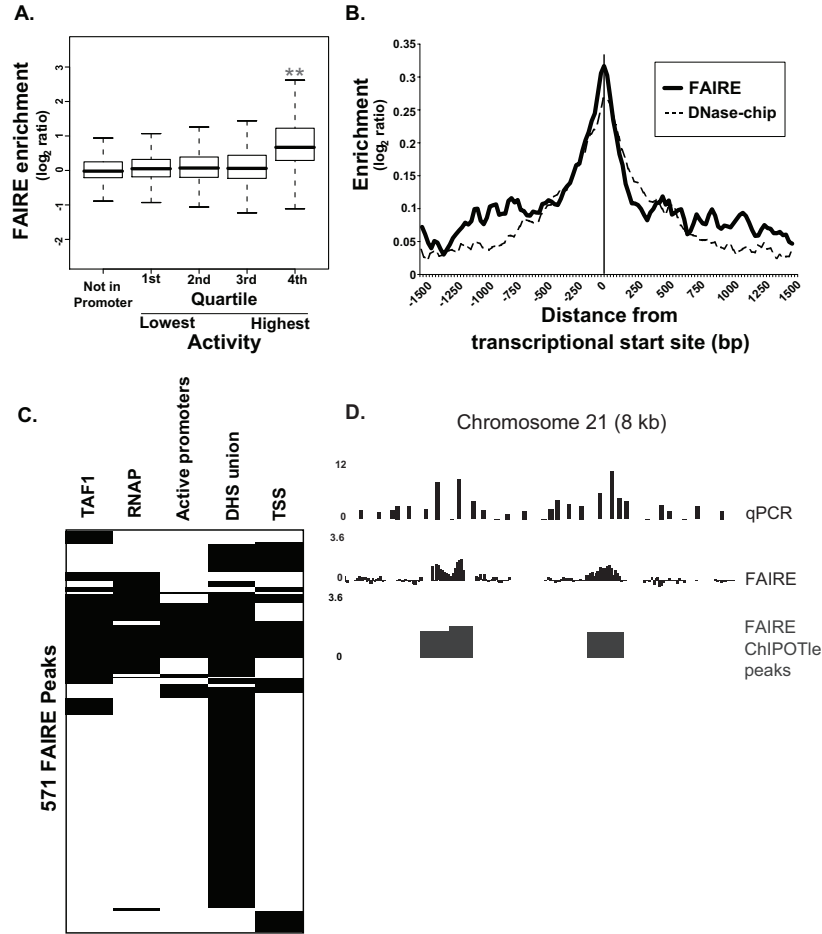 A.
FAIRE enrichment
(log2 ratio)
3
2
1
0
-1
-2
**
Not in
Promoter
1st
2nd
3rd
4th
Quartile
Lowest
Highest
Activity
B.
Enrichment
(log2 ratio)
0.35
0.3
0.25
0.2
0.15
0.1
0.05
0
FAIRE
DNase-chip
-1500
-1250
-1000
-750
-500
-250
0
250
500
750
1000
1250
1500
Distance from
transcriptional start site (bp)
C.
TAF1
RNAP
Active promoters
DHS union
TSS
571 FAIRE Peaks
D.
Chromosome 21 (8 kb)
12
0
qPCR
3.6
0
FAIRE
3.6
0
FAIRE
ChIPOTle
peaks